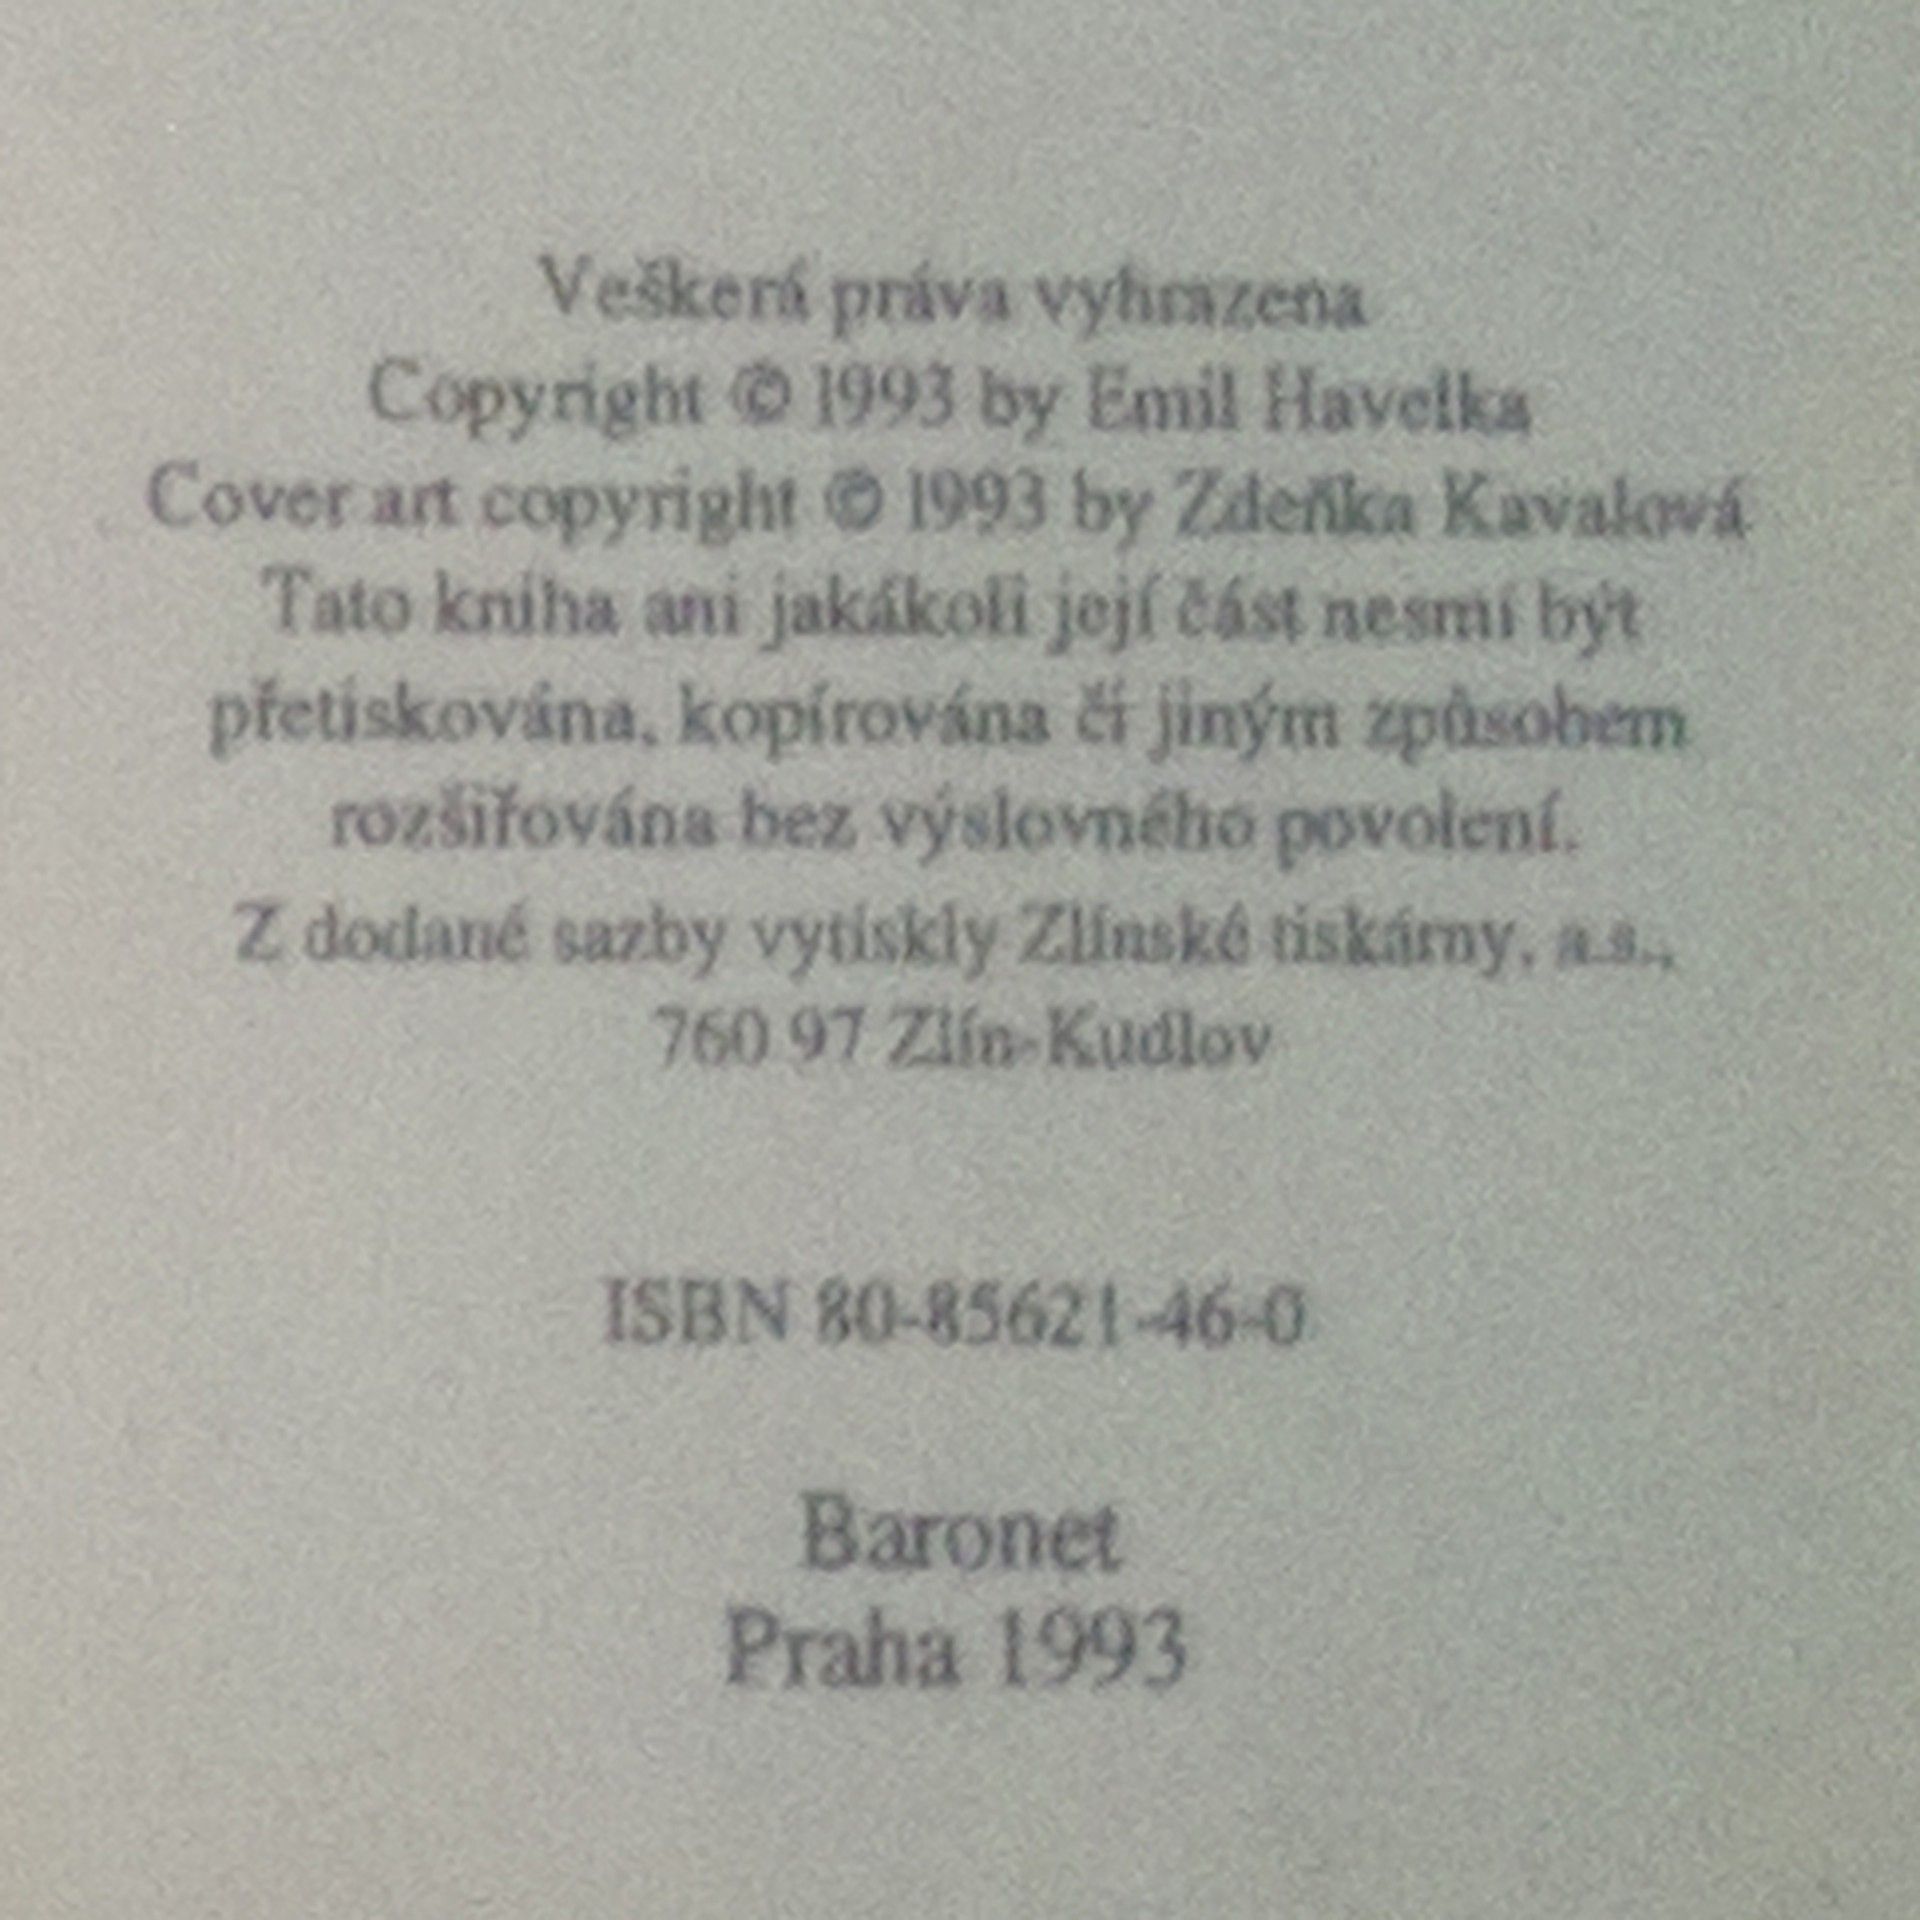 Veškerá práva vyhrazena
Copyright © 1993 by Emil Havelka
Cover art copyright © 1993 by Zdeňka Kavalová
Tato kniha ani jakákoli její část nesmí být
přetiskována, kopírována či jiným způsobem
rozšiřována bez výslovného povolení.
Z dodané sazby vytiskly Zlínské tiskárny, a.s.,
760 97 Zlín-Kudlov
ISBN 80-85621-46-0
Baronet
Praha 1993